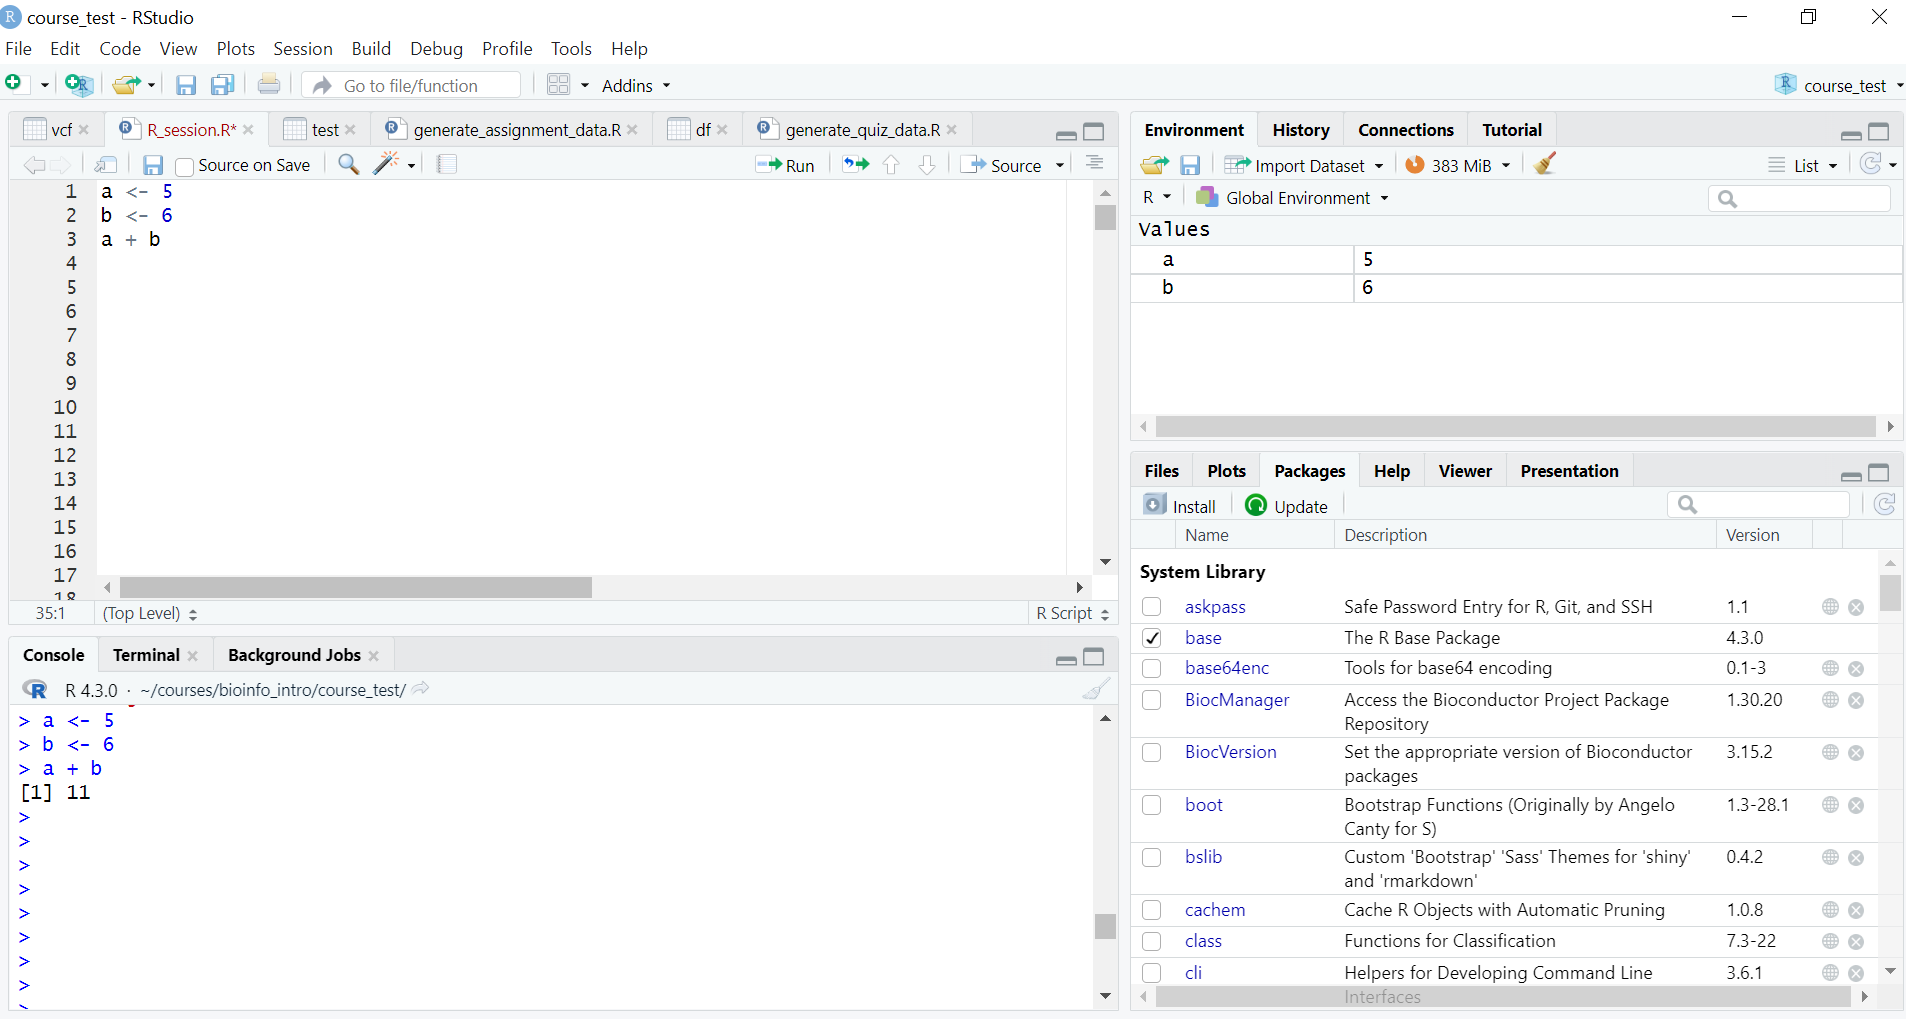 course_test - RStudio
File Edit Code View Plots Session Build Debug Profile Tools Help
Go to file/function Addins course_test
vcf R_session.R* test generate_assignment_data.R df generate_quiz_data.R
Source on Save Run Source
1 a <- 5
2 b <- 6
3 a + b
4
5
6
7
8
9
10
11
12
13
14
15
16
17
18
35:1 (Top Level) R Script
Console Terminal Background Jobs
R 4.3.0 · ~/courses/bioinfo_intro/course_test/
> a <- 5
> b <- 6
> a + b
[1] 11
>
>
>
>
>
>
>
>
>
Environment History Connections Tutorial
Import Dataset 383 MiB List
R Global Environment
Values
a 5
b 6
Files Plots Packages Help Viewer Presentation
Install Update
Name Description Version
System Library
askpass Safe Password Entry for R, Git, and SSH 1.1
base The R Base Package 4.3.0
base64enc Tools for base64 encoding 0.1-3
BiocManager Access the Bioconductor Project Package 1.30.20
Repository
BiocVersion Set the appropriate version of Bioconductor 3.15.2
packages
boot Bootstrap Functions (Originally by Angelo 1.3-28.1
Canty for S)
bslib Custom 'Bootstrap' 'Sass' Themes for 'shiny' 0.4.2
and 'rmarkdown'
cachem Cache R Objects with Automatic Pruning 1.0.8
class Functions for Classification 7.3-22
cli Helpers for Developing Command Line 3.6.1
Interfaces